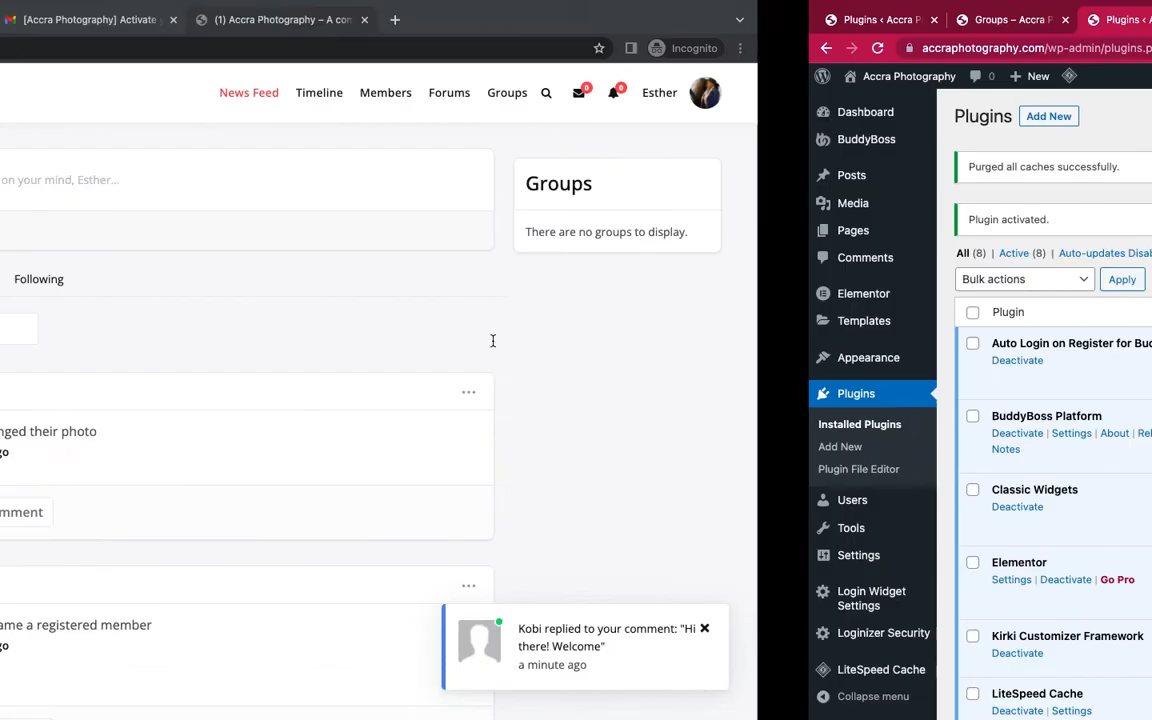 [Accra Photography] Activate
(1) Accra Photography – A con
Incognito
News Feed
Timeline
Members
Forums
Groups
0
0
Esther
on your mind, Esther...
Groups
There are no groups to display.
Following
nged their photo
go
mment
ame a registered member
go
Kobi replied to your comment: "Hi
there! Welcome"
a minute ago
Plugins ‹ Accra P
Groups – Accra P
Plugins ‹ A
accraphotography.com/wp-admin/plugins.p
Accra Photography
0
New
Dashboard
BuddyBoss
Posts
Media
Pages
Comments
Elementor
Templates
Appearance
Plugins
Installed Plugins
Add New
Plugin File Editor
Users
Tools
Settings
Login Widget
Settings
Loginizer Security
LiteSpeed Cache
Collapse menu
Plugins
Add New
Purged all caches successfully.
Plugin activated.
All (8) | Active (8) | Auto-updates Disab
Bulk actions
Apply
Plugin
Auto Login on Register for Bud
Deactivate
BuddyBoss Platform
Deactivate | Settings | About | Rel
Notes
Classic Widgets
Deactivate
Elementor
Settings | Deactivate | Go Pro
Kirki Customizer Framework
Deactivate
LiteSpeed Cache
Deactivate | Settings